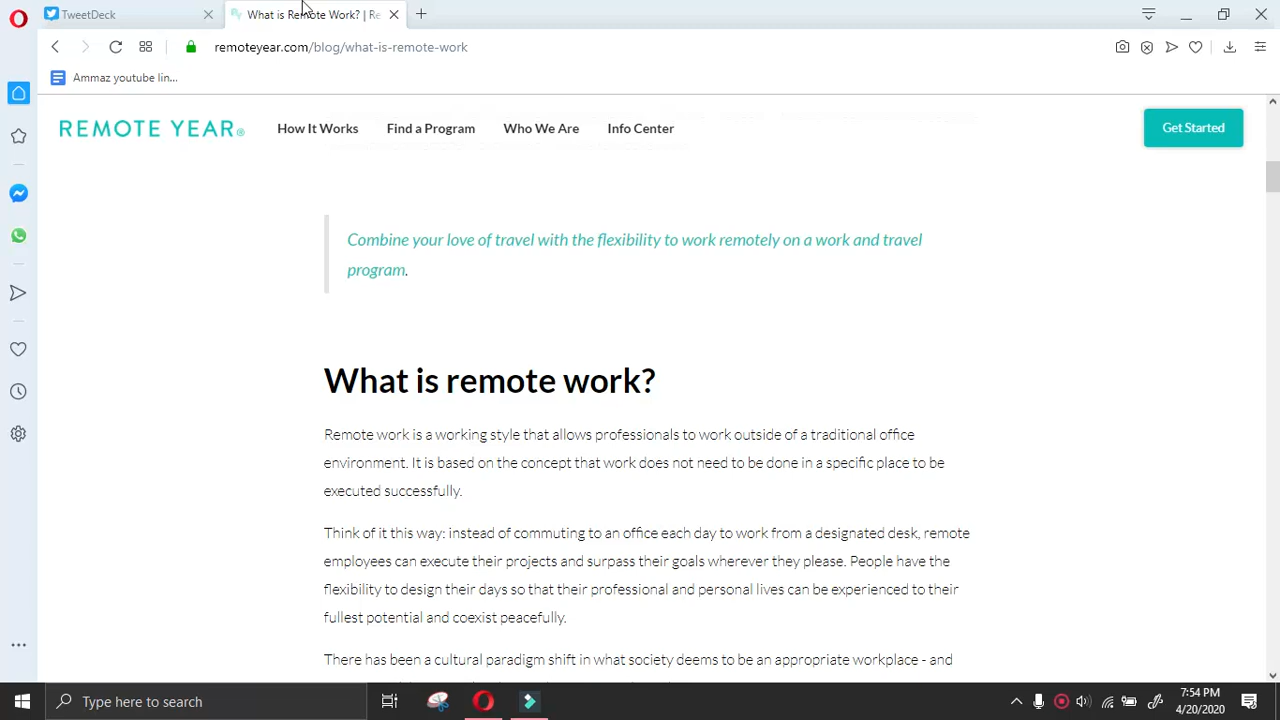 TweetDeck
What is Remote Work? | Re
remoteyear.com/blog/what-is-remote-work
Ammaz youtube lin...
REMOTE YEAR®
How It Works
Find a Program
Who We Are
Info Center
Get Started
Combine your love of travel with the flexibility to work remotely on a work and travel
program.
What is remote work?
Remote work is a working style that allows professionals to work outside of a traditional office
environment. It is based on the concept that work does not need to be done in a specific place to be
executed successfully.
Think of it this way: instead of commuting to an office each day to work from a designated desk, remote
employees can execute their projects and surpass their goals wherever they please. People have the
flexibility to design their days so that their professional and personal lives can be experienced to their
fullest potential and coexist peacefully.
There has been a cultural paradigm shift in what society deems to be an appropriate workplace - and
Type here to search
7:54 PM
4/20/2020